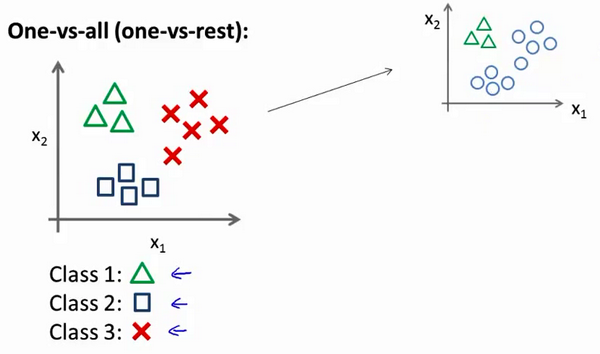 One-vs-all (one-vs-rest):
x₂
x₁
Class 1:
Class 2:
Class 3:
x₂
x₁